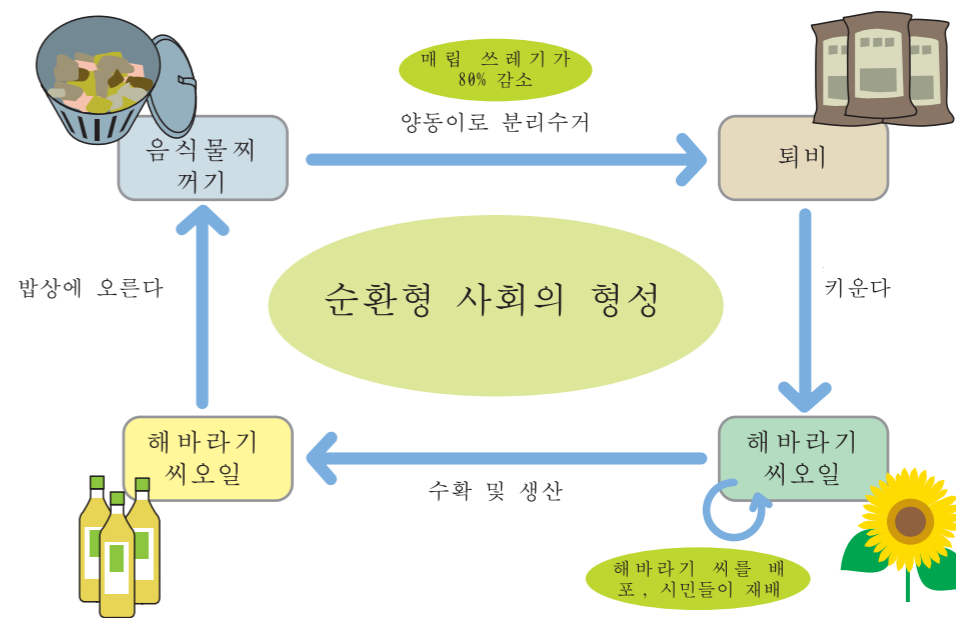 매립 쓰레기가
80% 감소
양동이로 분리수거
음식물찌
꺼기
퇴비
밥상에 오른다
순환형 사회의 형성
키운다
해바라기
씨오일
해바라기
씨오일
수확 및 생산
해바라기 씨를 배
포, 시민들이 재배